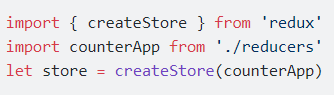 import { createStore } from 'redux'
import counterApp from './reducers'
let store = createStore(counterApp)